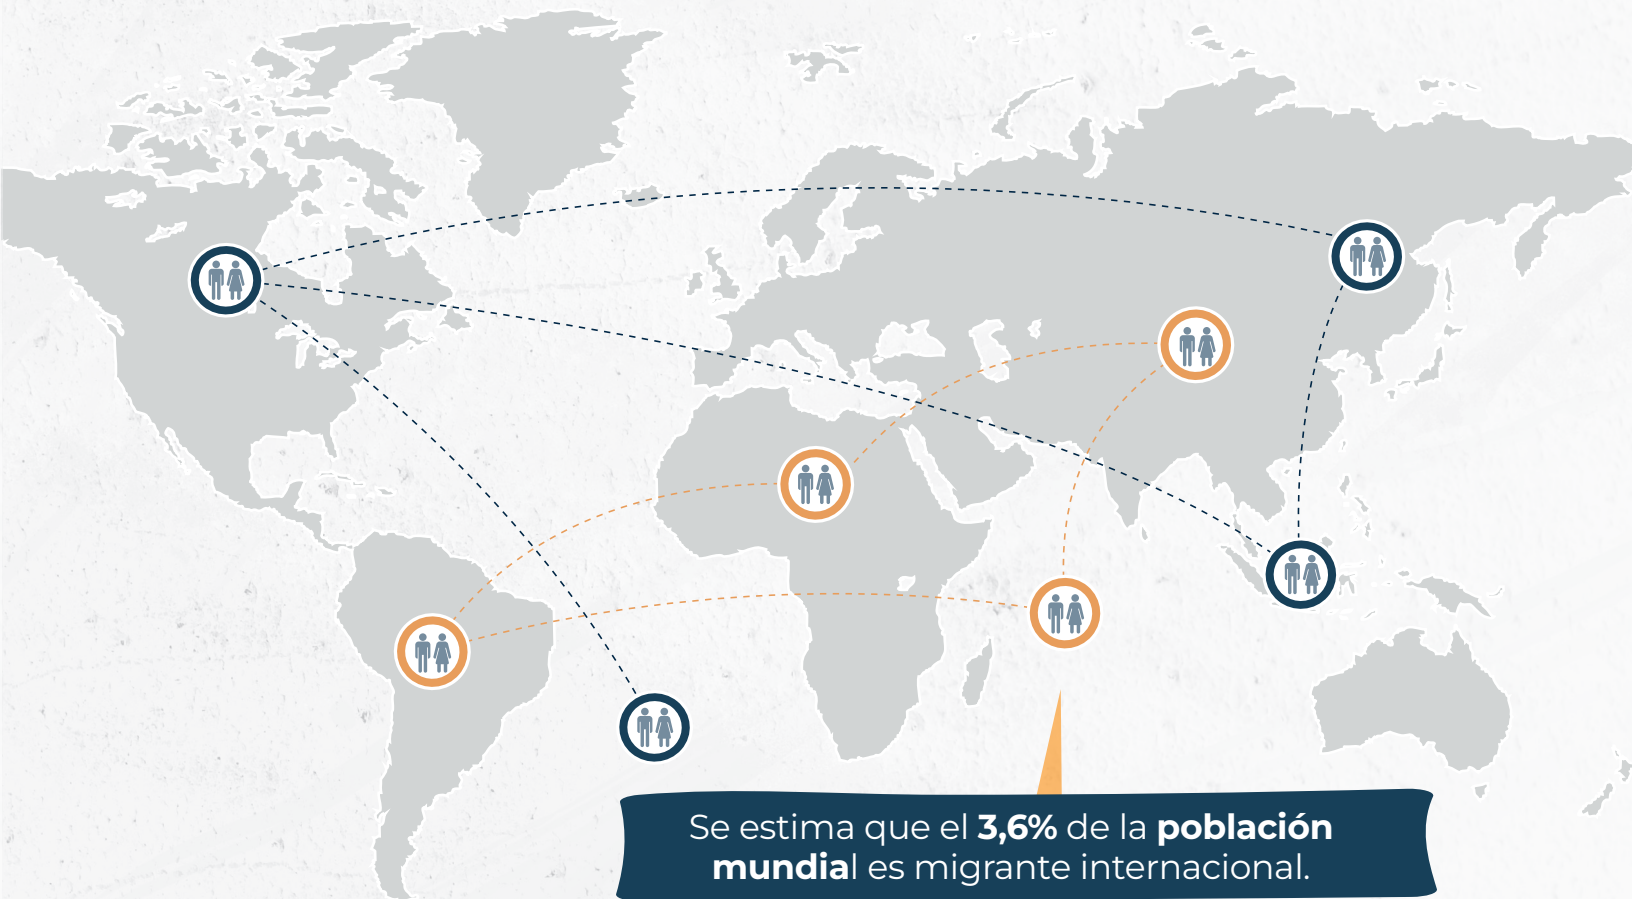 Se estima que el 3,6% de la población
mundial es migrante internacional.